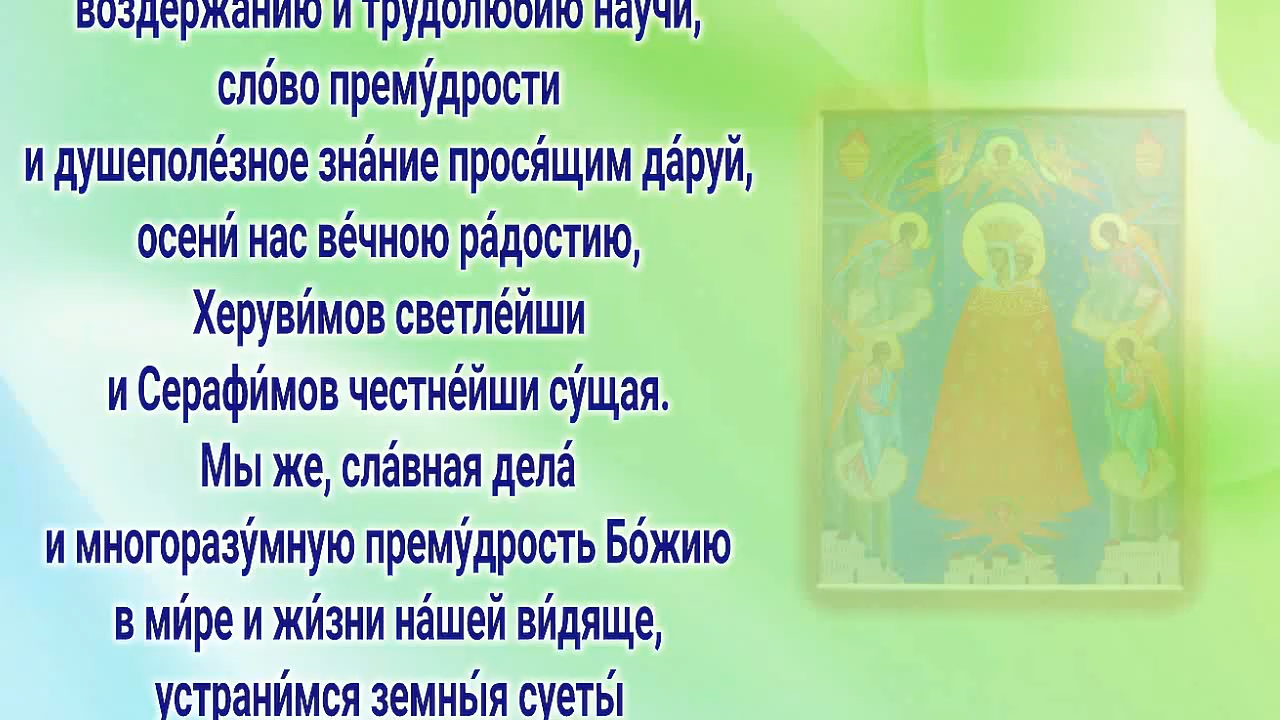 воздержанию и трудолюбию научи,
сло́во прему́дрости
и душеполе́зное зна́ние прося́щим да́руй,
осени́ нас ве́чною ра́достию,
Херуви́мов светле́йши
и Серафи́мов честне́йши су́щая.
Мы же, сла́вная дела́
и многоразу́мную прему́дрость Бо́жию
в ми́ре и жи́зни на́шей ви́дяще,
устрани́мся земны́я суеты́